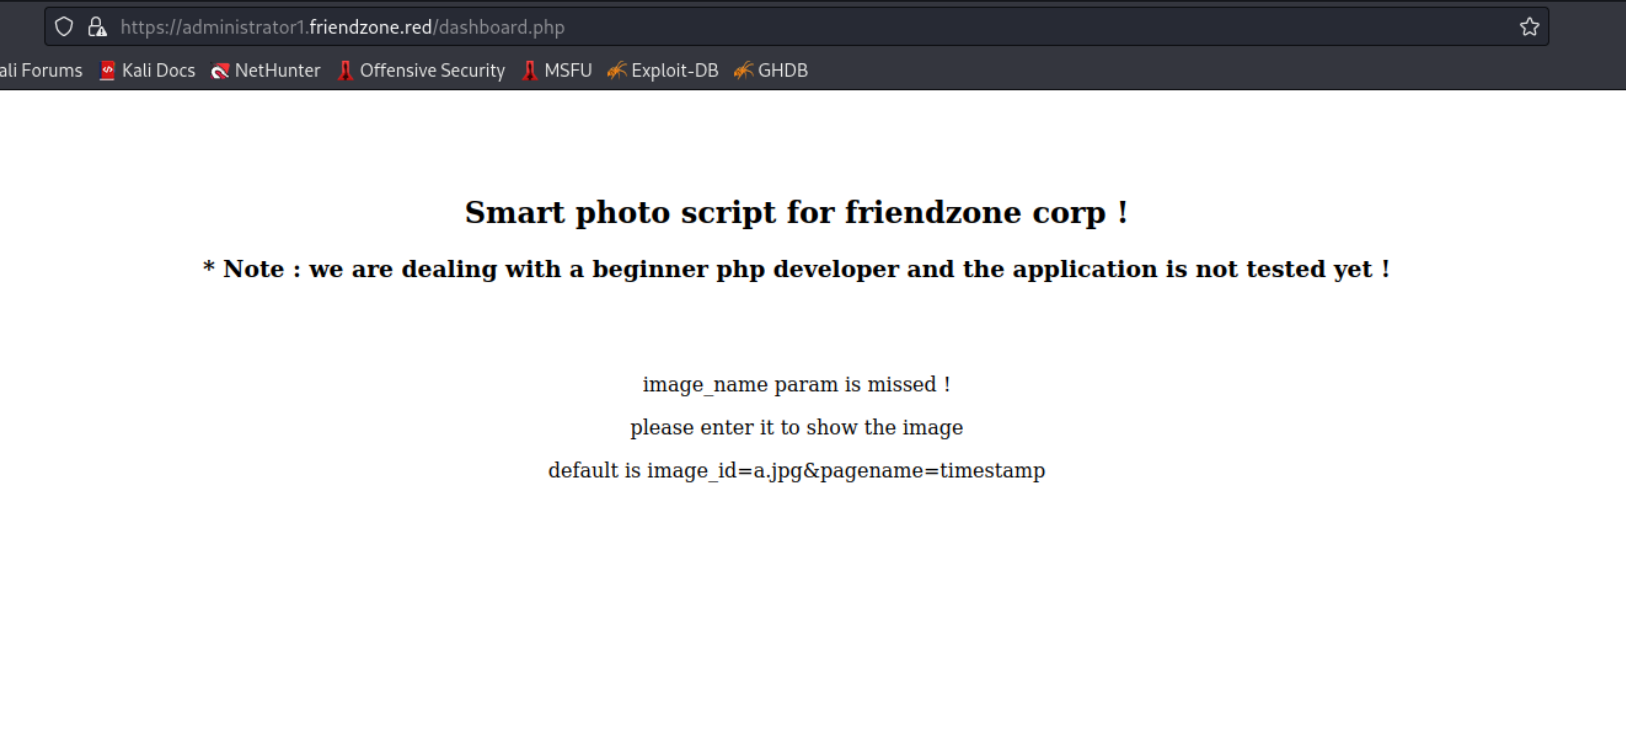 https://administrator1.friendzone.red/dashboard.php
ali Forums Kali Docs NetHunter Offensive Security MSFU Exploit-DB GHDB
Smart photo script for friendzone corp !
* Note : we are dealing with a beginner php developer and the application is not tested yet !
image_name param is missed !
please enter it to show the image
default is image_id=a.jpg&pagename=timestamp